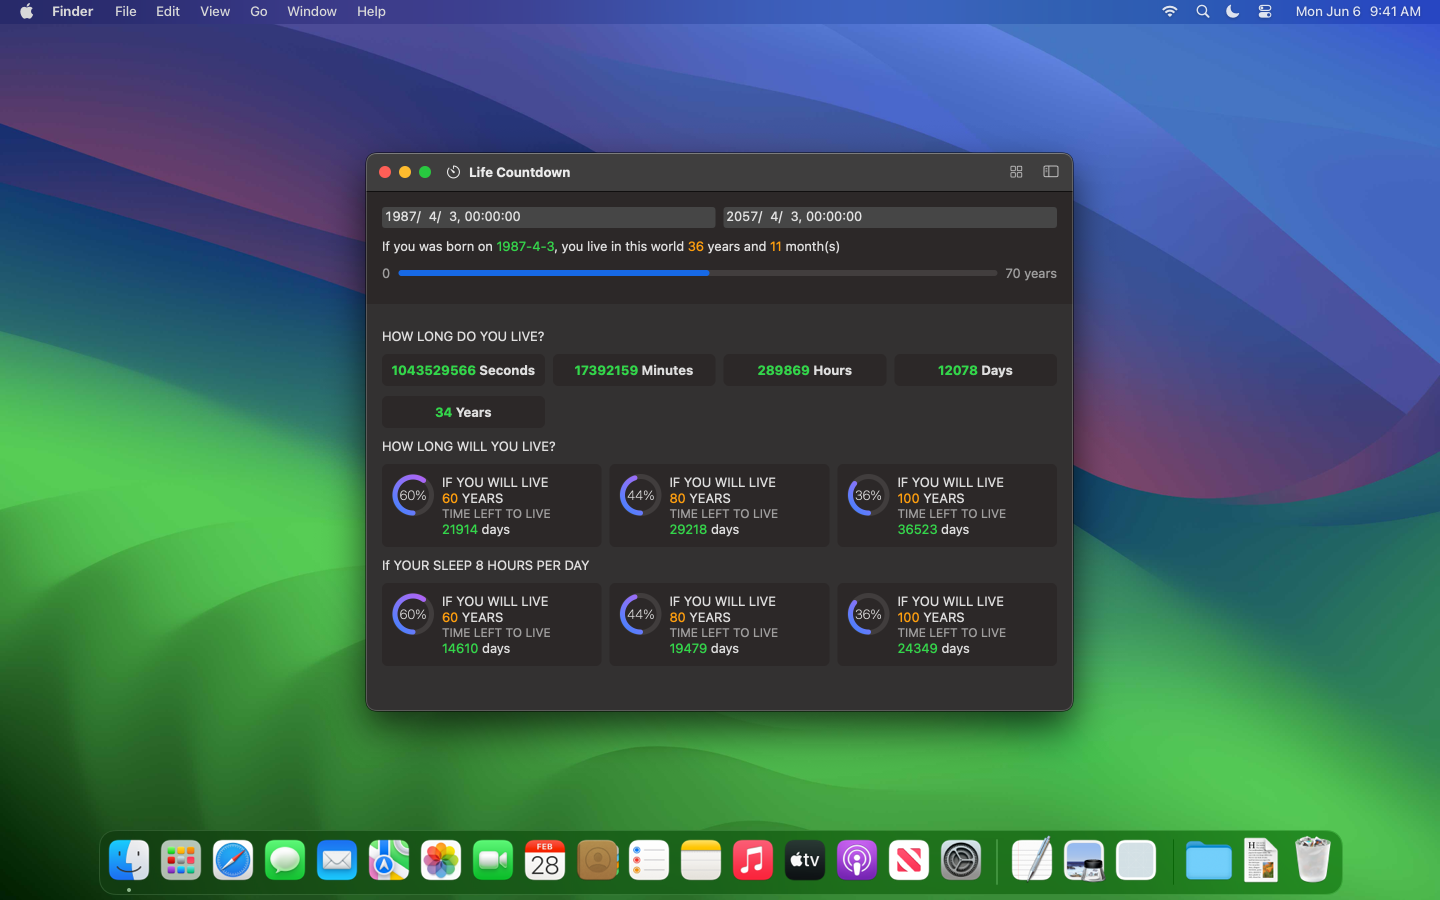 Finder File Edit View Go Window Help Mon Jun 6 9:41 AM
Life Countdown
1987/ 4/ 3, 00:00:00 2057/ 4/ 3, 00:00:00
If you was born on 1987-4-3, you live in this world 36 years and 11 month(s)
0 70 years
HOW LONG DO YOU LIVE?
1043529566 Seconds 17392159 Minutes 289869 Hours 12078 Days
34 Years
HOW LONG WILL YOU LIVE?
60% IF YOU WILL LIVE
60 YEARS
TIME LEFT TO LIVE
21914 days
44% IF YOU WILL LIVE
80 YEARS
TIME LEFT TO LIVE
29218 days
36% IF YOU WILL LIVE
100 YEARS
TIME LEFT TO LIVE
36523 days
If YOUR SLEEP 8 HOURS PER DAY
60% IF YOU WILL LIVE
60 YEARS
TIME LEFT TO LIVE
14610 days
44% IF YOU WILL LIVE
80 YEARS
TIME LEFT TO LIVE
19479 days
36% IF YOU WILL LIVE
100 YEARS
TIME LEFT TO LIVE
24349 days
FEB
28
tv